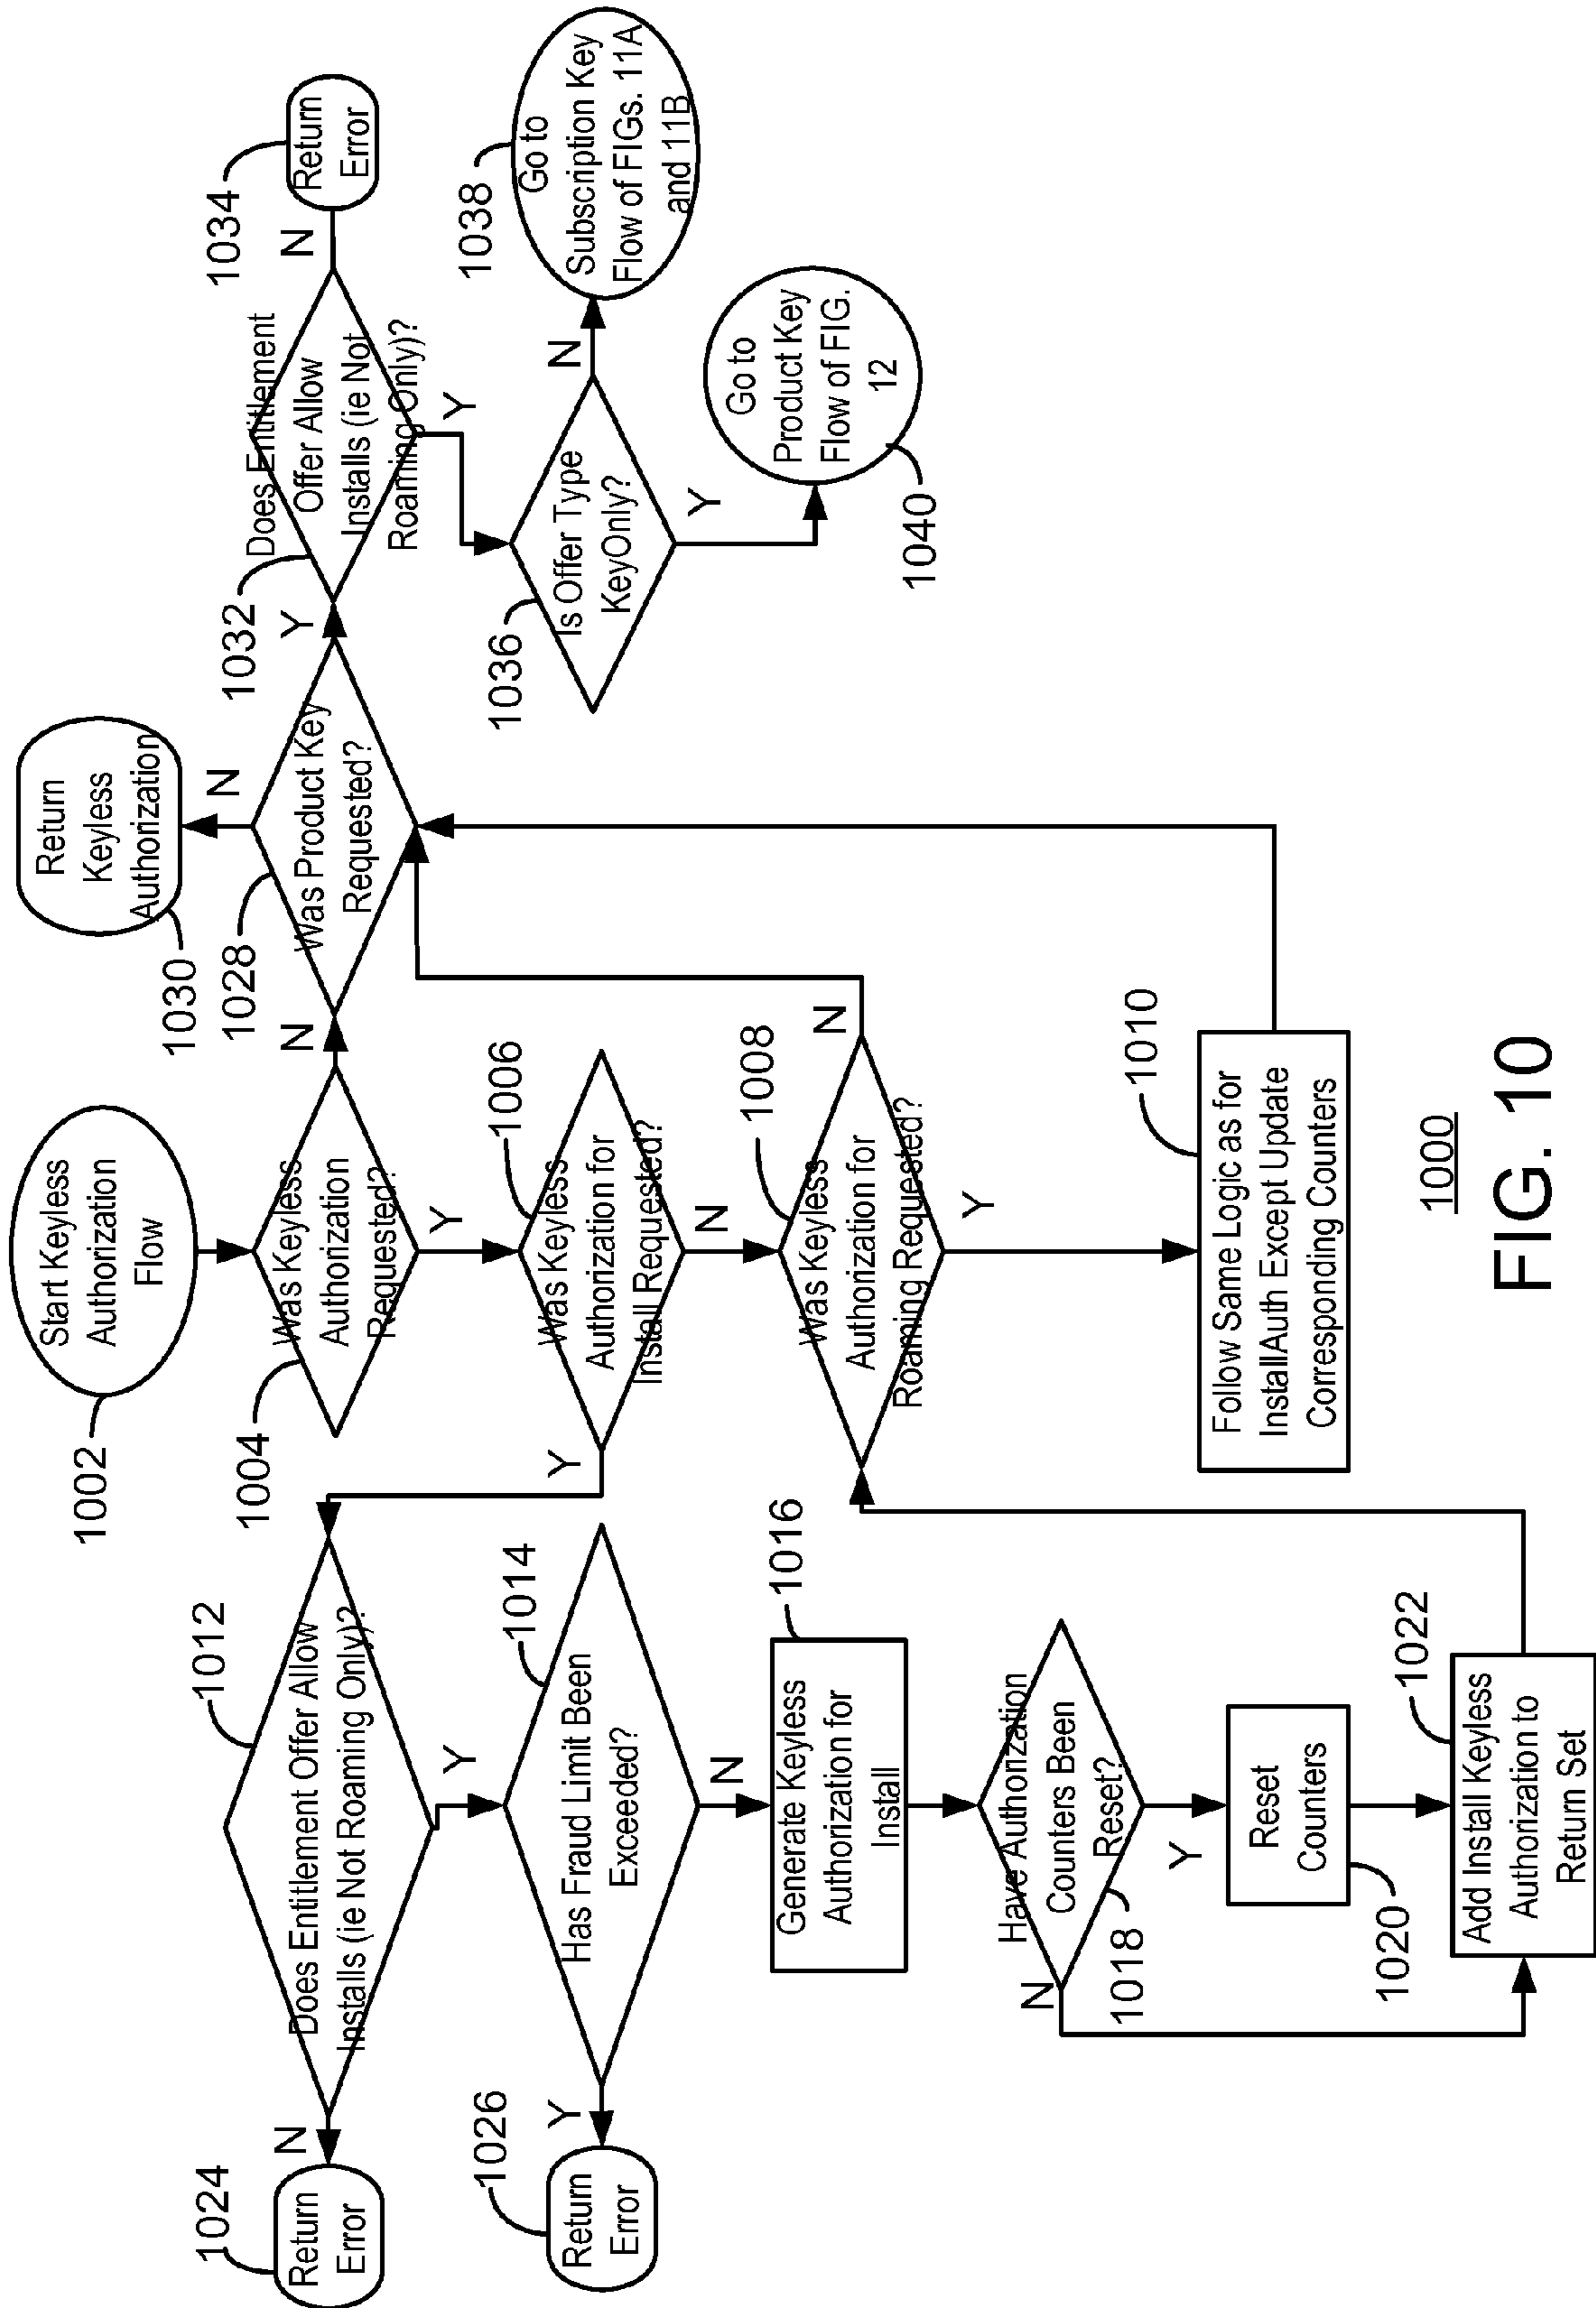 1002
Start Keyless
Authorization
Flow
1004
Was Keyless
Authorization
Requested?
N
Y
1006
Was Keyless
Authorization for
Install Requested?
Y
N
1008
Was Keyless
Authorization for
Roaming Requested?
N
Y
1010
Follow Same Logic as for
InstallAuth Except Update
Corresponding Counters
1012
Does Entitlement Offer Allow
Installs (ie Not Roaming Only)?
N
Y
1024
Return
Error
1014
Has Fraud Limit Been
Exceeded?
Y
N
1026
Return
Error
1016
Generate Keyless
Authorization for
Install
1018
Have Authorization
Counters Been
Reset?
N
Y
1020
Reset
Counters
1022
Add Install Keyless
Authorization to
Return Set
1028
Was Product Key
Requested?
N
Y
1030
Return
Keyless
Authorization
1032
Does Entitlement
Offer Allow
Installs (ie Not
Roaming Only)?
N
Y
1034
Return
Error
1036
Is Offer Type
KeyOnly?
N
Y
1038
Go to
Subscription Key
Flow of FIGs. 11A
and 11B
1040
Go to
Product Key
Flow of FIG.
12
1000
FIG. 10